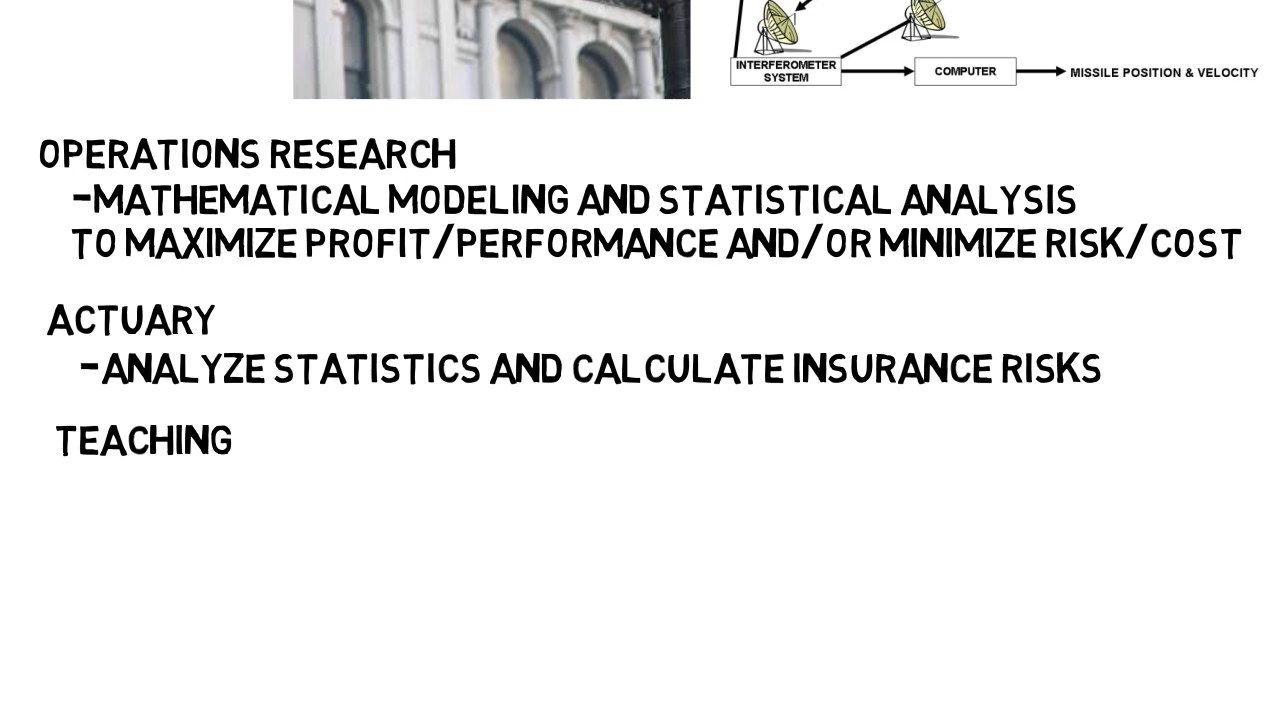 INTERFEROMETER
SYSTEM
COMPUTER
MISSILE POSITION & VELOCITY
OPERATIONS RESEARCH
-MATHEMATICAL MODELING AND STATISTICAL ANALYSIS
TO MAXIMIZE PROFIT/PERFORMANCE AND/OR MINIMIZE RISK/COST
ACTUARY
-ANALYZE STATISTICS AND CALCULATE INSURANCE RISKS
TEACHING